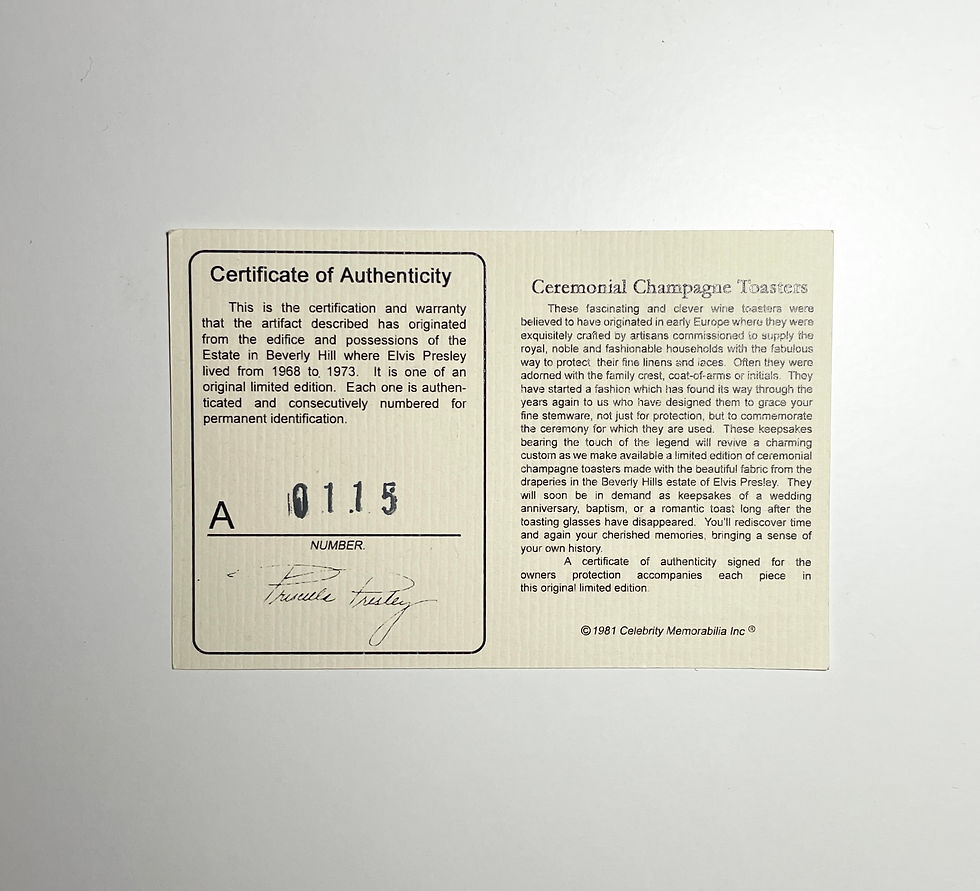 Certificate of Authenticity
This is the certification and warranty
that the artifact described has originated
from the edifice and possessions of the
Estate in Beverly Hill where Elvis Presley
lived from 1968 to 1973. It is one of an
original limited edition. Each one is authen-
ticated and consecutively numbered for
permanent identification.
A 0115
NUMBER.
Priscilla Presley
Ceremonial Champagne Toasters
These fascinating and clever wine toasters were
believed to have originated in early Europe where they were
exquisitely crafted by artisans commissioned to supply the
royal, noble and fashionable households with the fabulous
way to protect their fine linens and laces. Often they were
adorned with the family crest, coat-of-arms or initials. They
have started a fashion which has found its way through the
years again to us who have designed them to grace your
fine stemware, not just for protection, but to commemorate
the ceremony for which they are used. These keepsakes
bearing the touch of the legend will revive a charming
custom as we make available a limited edition of ceremonial
champagne toasters made with the beautiful fabric from the
draperies in the Beverly Hills estate of Elvis Presley. They
will soon be in demand as keepsakes of a wedding
anniversary, baptism, or a romantic toast long after the
toasting glasses have disappeared. You'll rediscover time
and again your cherished memories, bringing a sense of
your own history.
A certificate of authenticity signed for the
owners protection accompanies each piece in
this original limited edition.
©1981 Celebrity Memorabilia Inc ®